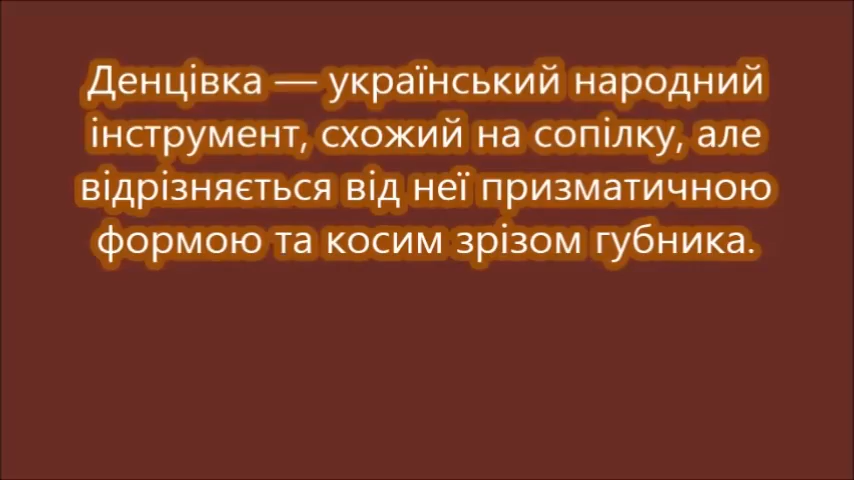 Денцівка — український народний
інструмент, схожий на сопілку, але
відрізняється від неї призматичною
формою та косим зрізом губника.